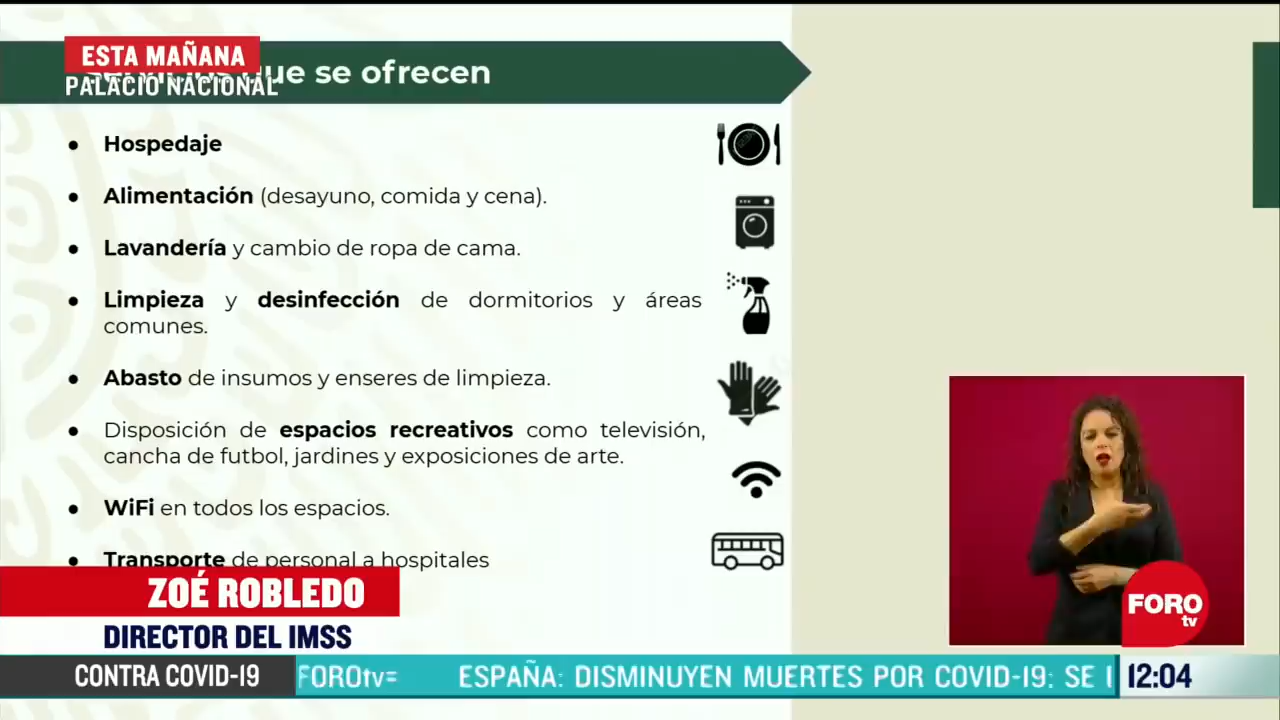 ESTA MAÑANA
PALACIO NACIONAL
que se ofrecen
● Hospedaje
● Alimentación (desayuno, comida y cena).
● Lavandería y cambio de ropa de cama.
● Limpieza y desinfección de dormitorios y áreas
comunes.
● Abasto de insumos y enseres de limpieza.
● Disposición de espacios recreativos como televisión,
cancha de futbol, jardines y exposiciones de arte.
● WiFi en todos los espacios.
● Transporte de personal a hospitales
ZOÉ ROBLEDO
DIRECTOR DEL IMSS
FORO
tv
CONTRA COVID-19 FOROtv= ESPAÑA: DISMINUYEN MUERTES POR COVID-19: SE 12:04